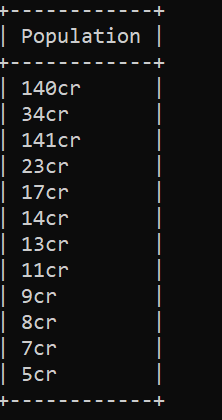 +------------+
| Population |
+------------+
| 140cr      |
| 34cr       |
| 141cr      |
| 23cr       |
| 17cr       |
| 14cr       |
| 13cr       |
| 11cr       |
| 9cr        |
| 8cr        |
| 7cr        |
| 5cr        |
+------------+